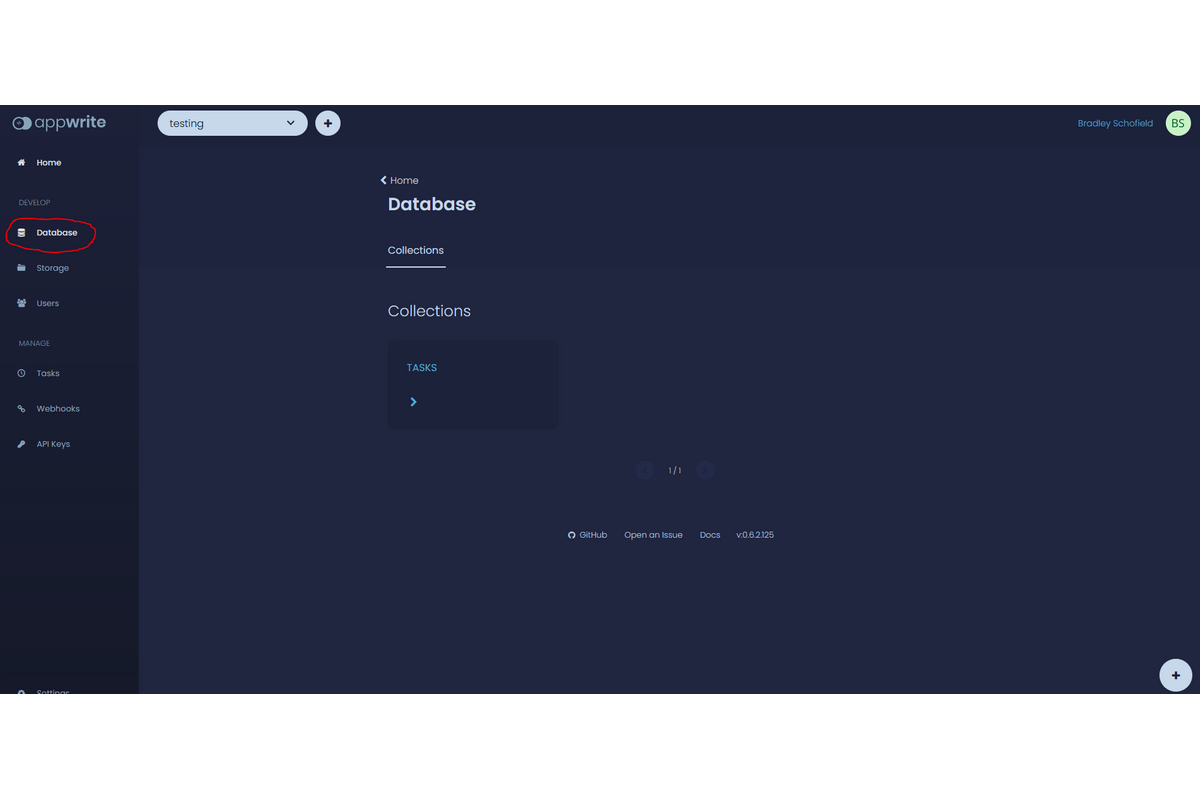 appwrite
testing
Bradley Schofield
BS
Home
DEVELOP
Database
Storage
Users
MANAGE
Tasks
Webhooks
API Keys
Settings
Home
Database
Collections
Collections
TASKS
1 / 1
GitHub Open an Issue Docs v:0.6.2.125